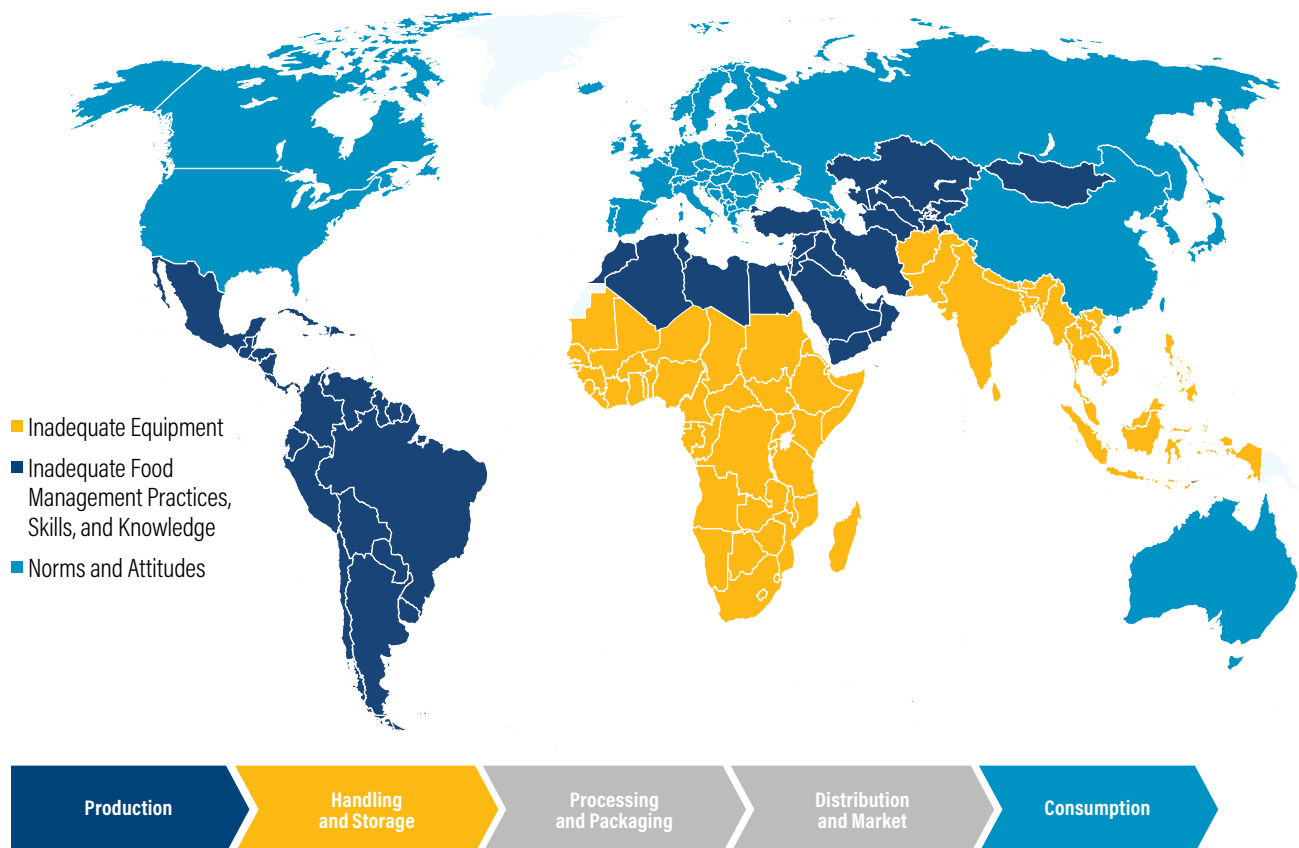 Inadequate Equipment
Inadequate Food
Management Practices,
Skills, and Knowledge
Norms and Attitudes
Production
Handling
and Storage
Processing
and Packaging
Distribution
and Market
Consumption